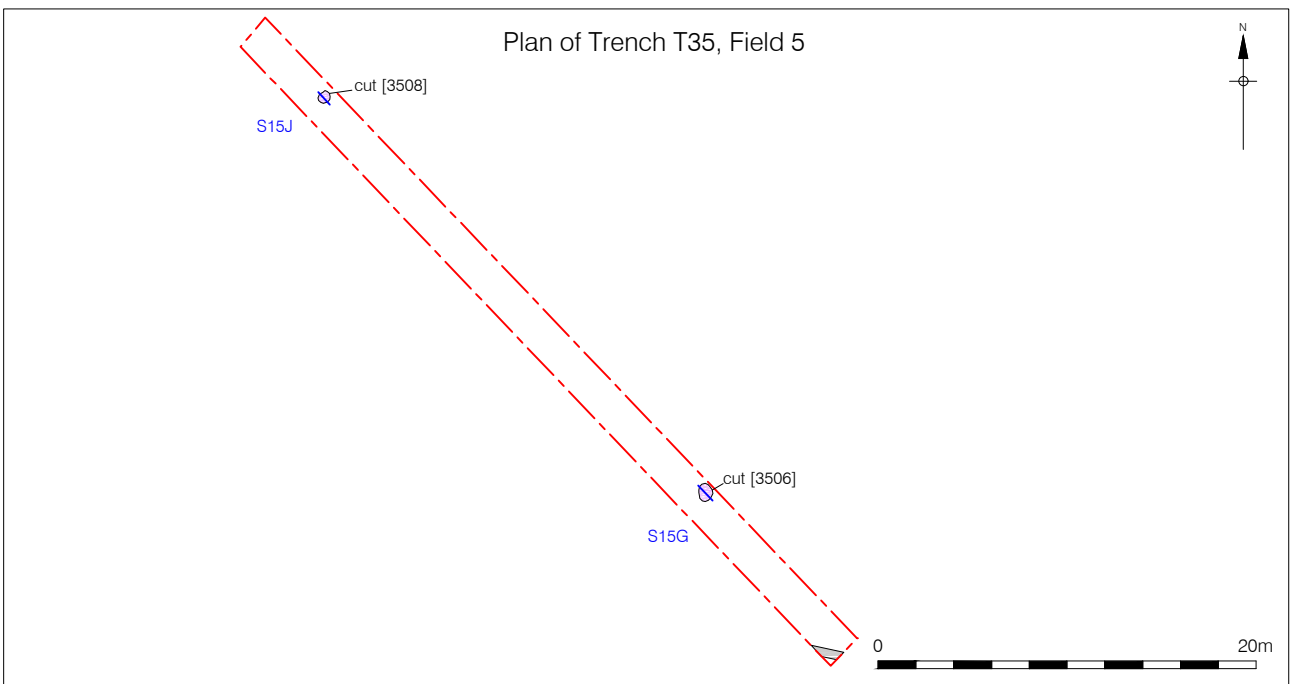 Plan of Trench T35, Field 5
N
cut [3508]
S15J
cut [3506]
S15G
0 20m